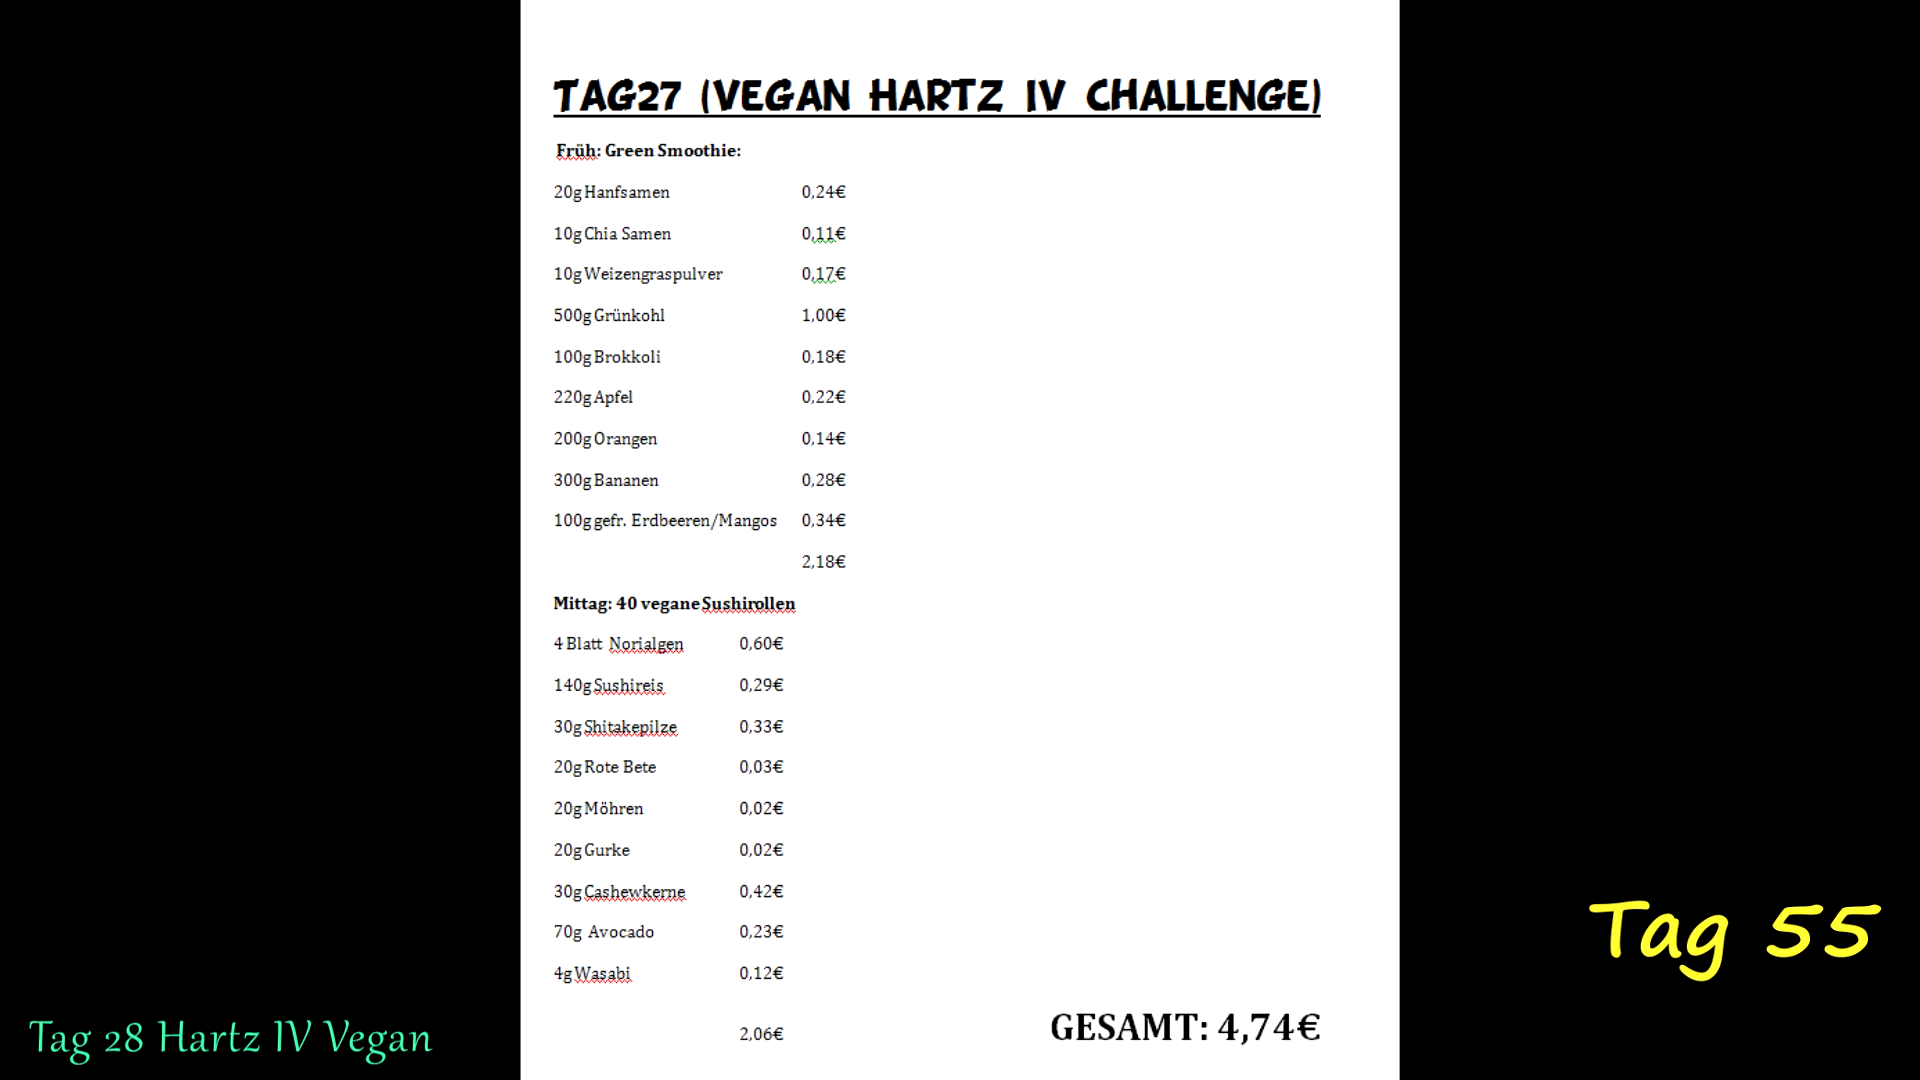 TAG27 (VEGAN HARTZ IV CHALLENGE)
Früh: Green Smoothie:
20g Hanfsamen 0,24€
10g Chia Samen 0,11€
10g Weizengraspulver 0,17€
500g Grünkohl 1,00€
100g Brokkoli 0,18€
220g Apfel 0,22€
200g Orangen 0,14€
300g Bananen 0,28€
100g gefr. Erdbeeren/Mangos 0,34€
2,18€
Mittag: 40 vegane Sushirollen
4 Blatt Norialgen 0,60€
140g Sushireis 0,29€
30g Shitakepilze 0,33€
20g Rote Bete 0,03€
20g Möhren 0,02€
20g Gurke 0,02€
30g Cashewkerne 0,42€
70g Avocado 0,23€
4g Wasabi 0,12€
2,06€
GESAMT: 4,74€
Tag 55
Tag 28 Hartz IV Vegan